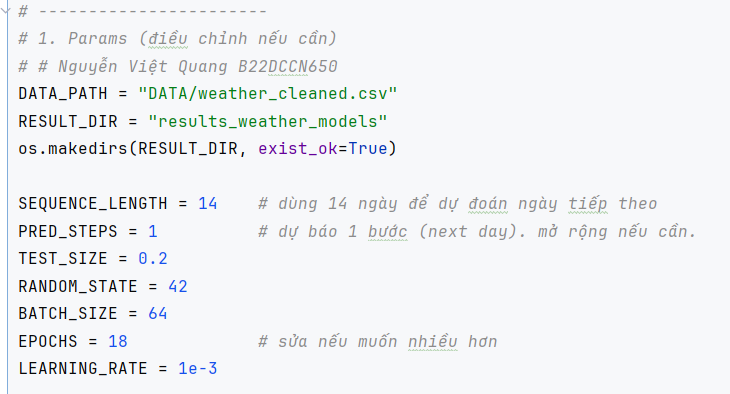 # -----------------------
# 1. Params (điều chỉnh nếu cần)
# # Nguyễn Việt Quang B22DCCN650
DATA_PATH = "DATA/weather_cleaned.csv"
RESULT_DIR = "results_weather_models"
os.makedirs(RESULT_DIR, exist_ok=True)

SEQUENCE_LENGTH = 14    # dùng 14 ngày để dự đoán ngày tiếp theo
PRED_STEPS = 1          # dự báo 1 bước (next day). mở rộng nếu cần.
TEST_SIZE = 0.2
RANDOM_STATE = 42
BATCH_SIZE = 64
EPOCHS = 18             # sửa nếu muốn nhiều hơn
LEARNING_RATE = 1e-3